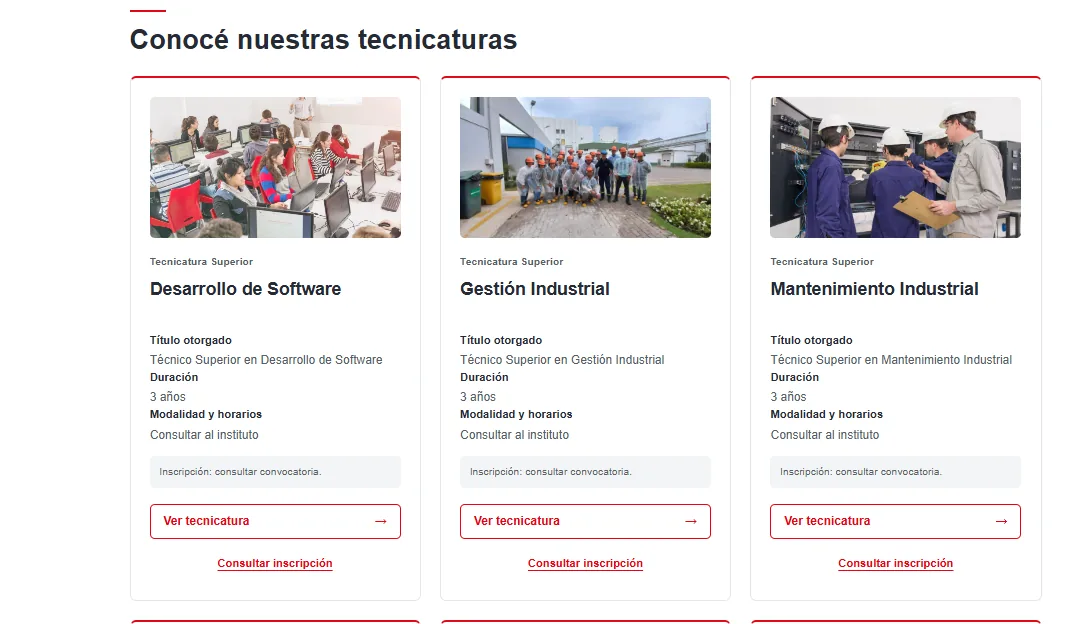 Conocé nuestras tecnicaturas
Tecnicatura Superior
Desarrollo de Software
Título otorgado
Técnico Superior en Desarrollo de Software
Duración
3 años
Modalidad y horarios
Consultar al instituto
Inscripción: consultar convocatoria.
Ver tecnicatura →
Consultar inscripción
Tecnicatura Superior
Gestión Industrial
Título otorgado
Técnico Superior en Gestión Industrial
Duración
3 años
Modalidad y horarios
Consultar al instituto
Inscripción: consultar convocatoria.
Ver tecnicatura →
Consultar inscripción
Tecnicatura Superior
Mantenimiento Industrial
Título otorgado
Técnico Superior en Mantenimiento Industrial
Duración
3 años
Modalidad y horarios
Consultar al instituto
Inscripción: consultar convocatoria.
Ver tecnicatura →
Consultar inscripción